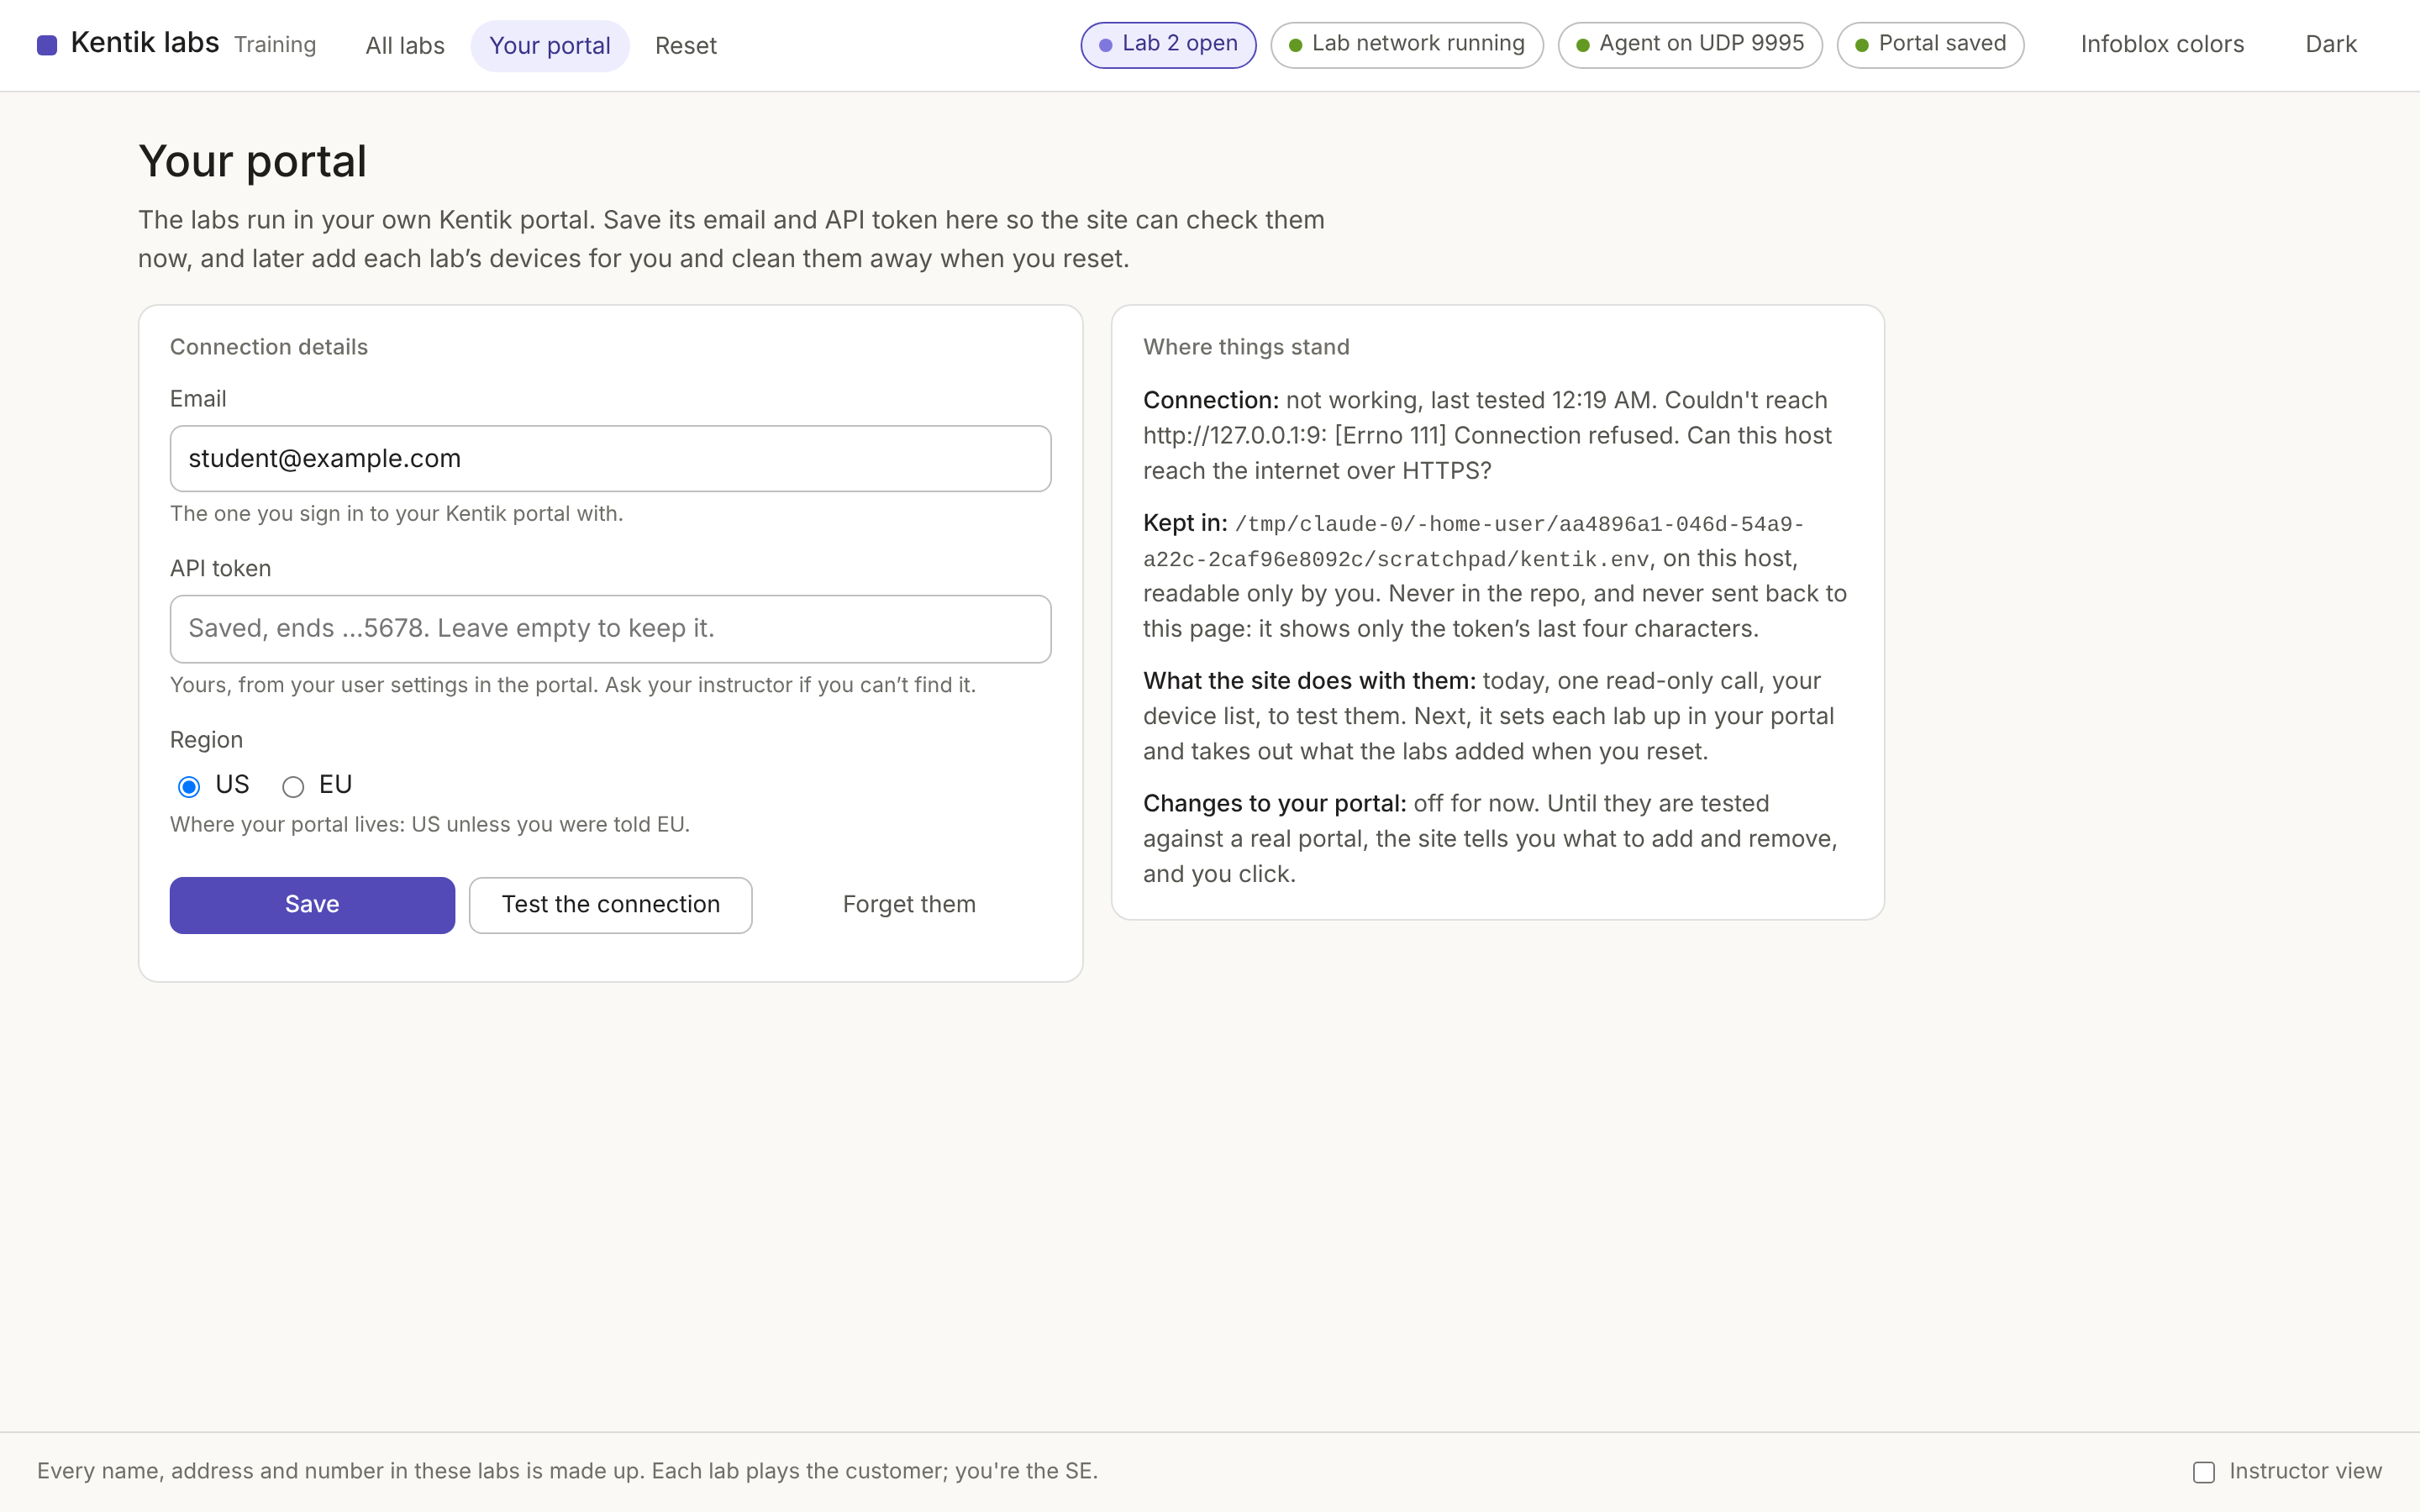 Kentik labs Training All labs Your portal Reset Lab 2 open Lab network running Agent on UDP 9995 Portal saved Infoblox colors Dark
Your portal
The labs run in your own Kentik portal. Save its email and API token here so the site can check them
now, and later add each lab’s devices for you and clean them away when you reset.
Connection details
Email
student@example.com
The one you sign in to your Kentik portal with.
API token
Saved, ends …5678. Leave empty to keep it.
Yours, from your user settings in the portal. Ask your instructor if you can’t find it.
Region
US EU
Where your portal lives: US unless you were told EU.
Save Test the connection Forget them
Where things stand
Connection: not working, last tested 12:19 AM. Couldn't reach
http://127.0.0.1:9: [Errno 111] Connection refused. Can this host
reach the internet over HTTPS?
Kept in: /tmp/claude-0/-home-user/aa4896a1-046d-54a9-
a22c-2caf96e8092c/scratchpad/kentik.env, on this host,
readable only by you. Never in the repo, and never sent back to
this page: it shows only the token’s last four characters.
What the site does with them: today, one read-only call, your
device list, to test them. Next, it sets each lab up in your portal
and takes out what the labs added when you reset.
Changes to your portal: off for now. Until they are tested
against a real portal, the site tells you what to add and remove,
and you click.
Every name, address and number in these labs is made up. Each lab plays the customer; you're the SE.
Instructor view